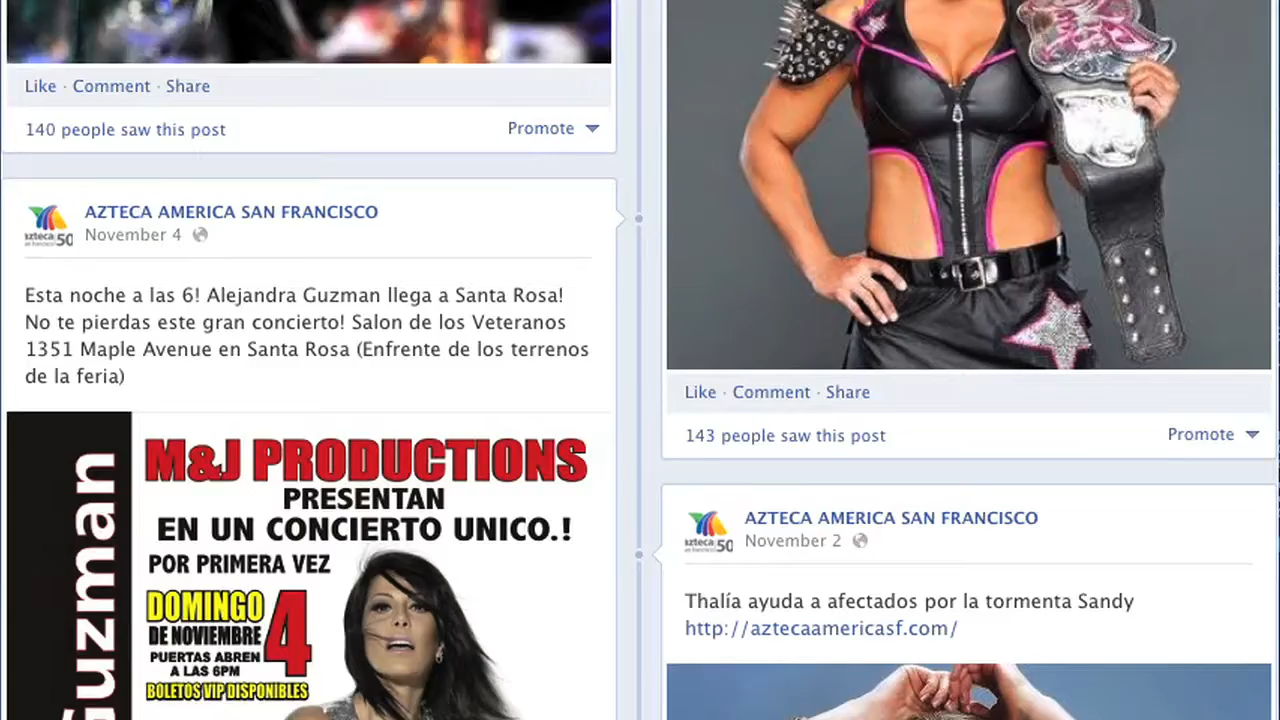 Like · Comment · Share
140 people saw this post
Promote
AZTECA AMERICA SAN FRANCISCO
November 4
azteca 50
Esta noche a las 6! Alejandra Guzman llega a Santa Rosa!
No te pierdas este gran concierto! Salon de los Veteranos
1351 Maple Avenue en Santa Rosa (Enfrente de los terrenos
de la feria)
Guzman
M&J PRODUCTIONS
PRESENTAN
EN UN CONCIERTO UNICO.!
POR PRIMERA VEZ
DOMINGO 4
DE NOVIEMBRE
PUERTAS ABREN
A LAS 6PM
BOLETOS VIP DISPONIBLES
Like · Comment · Share
143 people saw this post
Promote
AZTECA AMERICA SAN FRANCISCO
November 2
azteca 50
Thalía ayuda a afectados por la tormenta Sandy
http://aztecaamericasf.com/